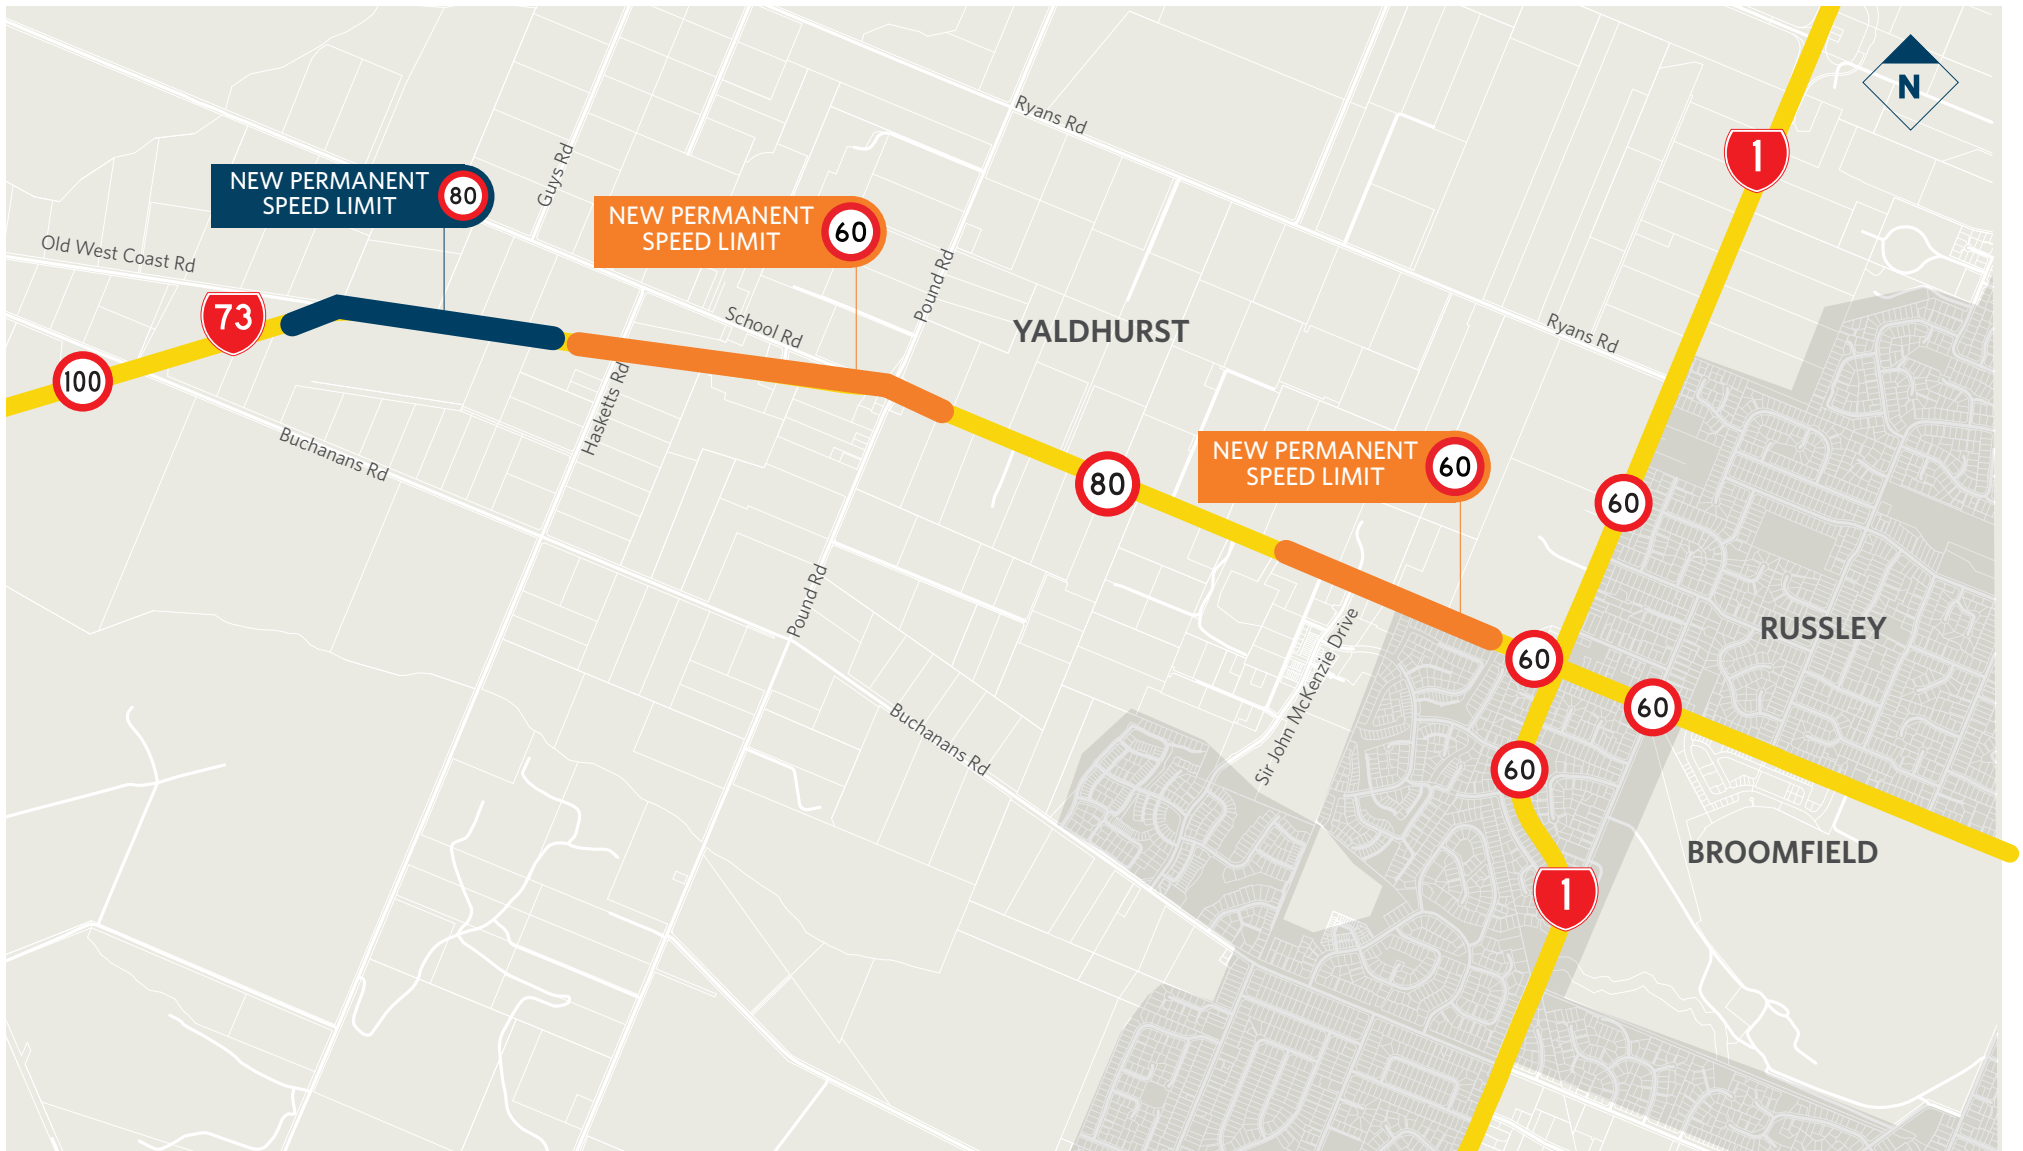 N
1
Ryans Rd
Guys Rd
NEW PERMANENT
SPEED LIMIT
80
NEW PERMANENT
SPEED LIMIT
60
Old West Coast Rd
Pound Rd
73
School Rd
YALDHURST
Ryans Rd
100
Hasketts Rd
Buchanans Rd
NEW PERMANENT
SPEED LIMIT
60
80
60
Pound Rd
RUSSLEY
60
Sir John McKenzie Drive
60
Buchanans Rd
60
BROOMFIELD
1